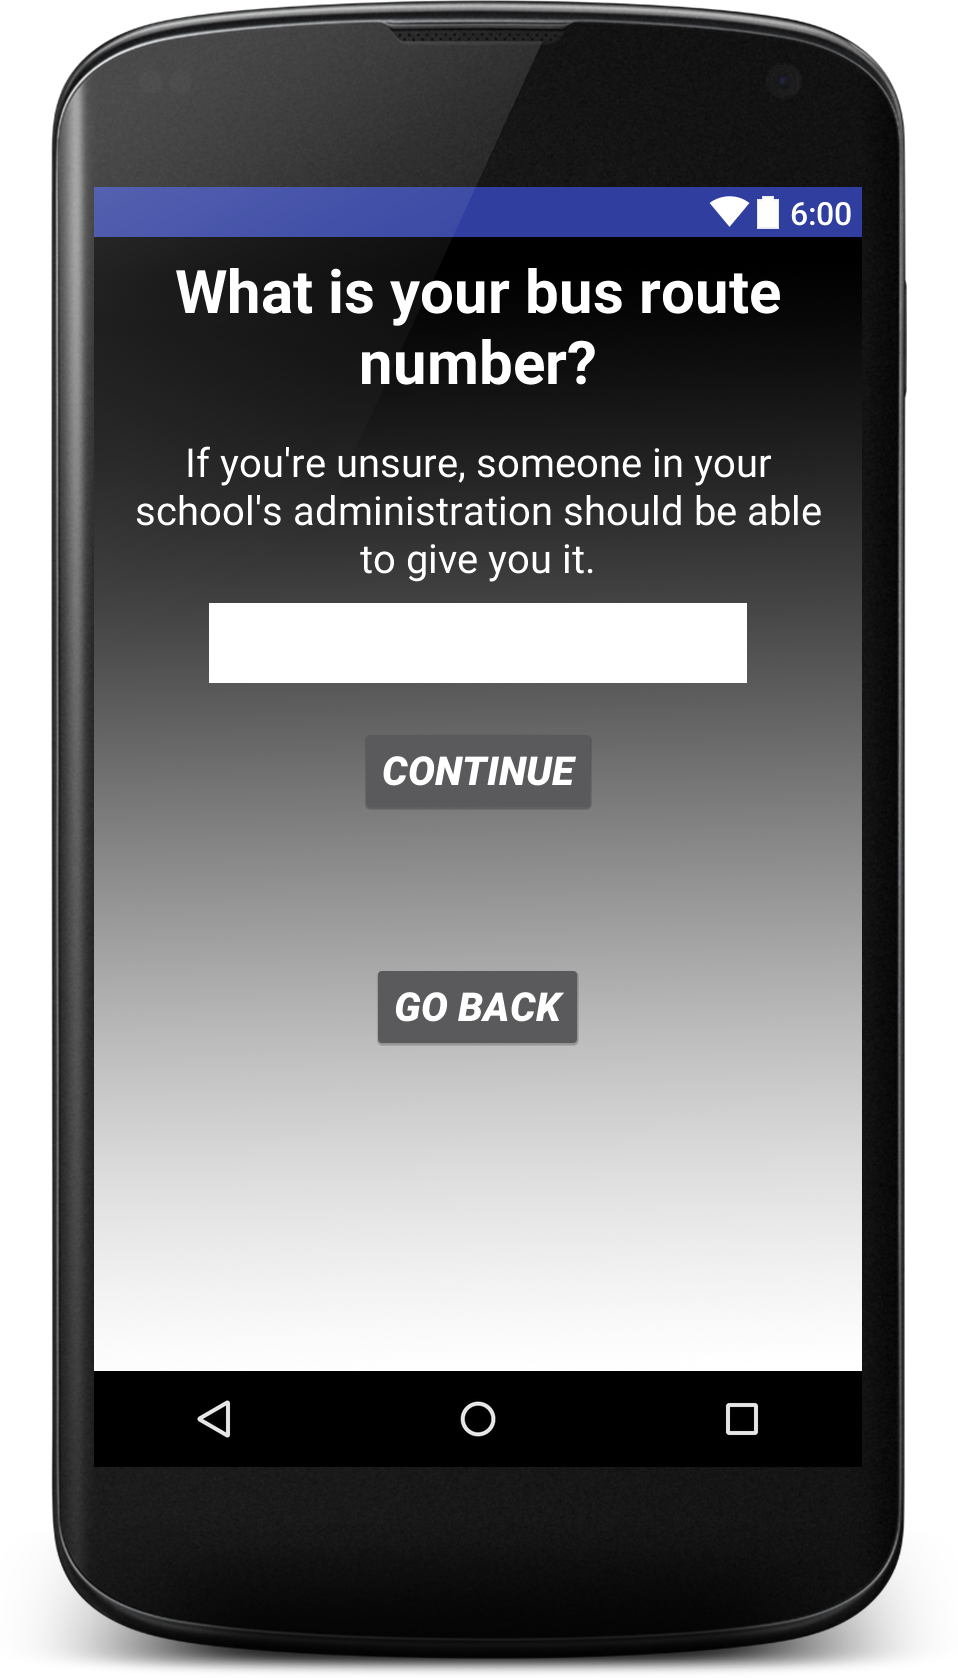 6:00
What is your bus route
number?
If you're unsure, someone in your
school's administration should be able
to give you it.
CONTINUE
GO BACK